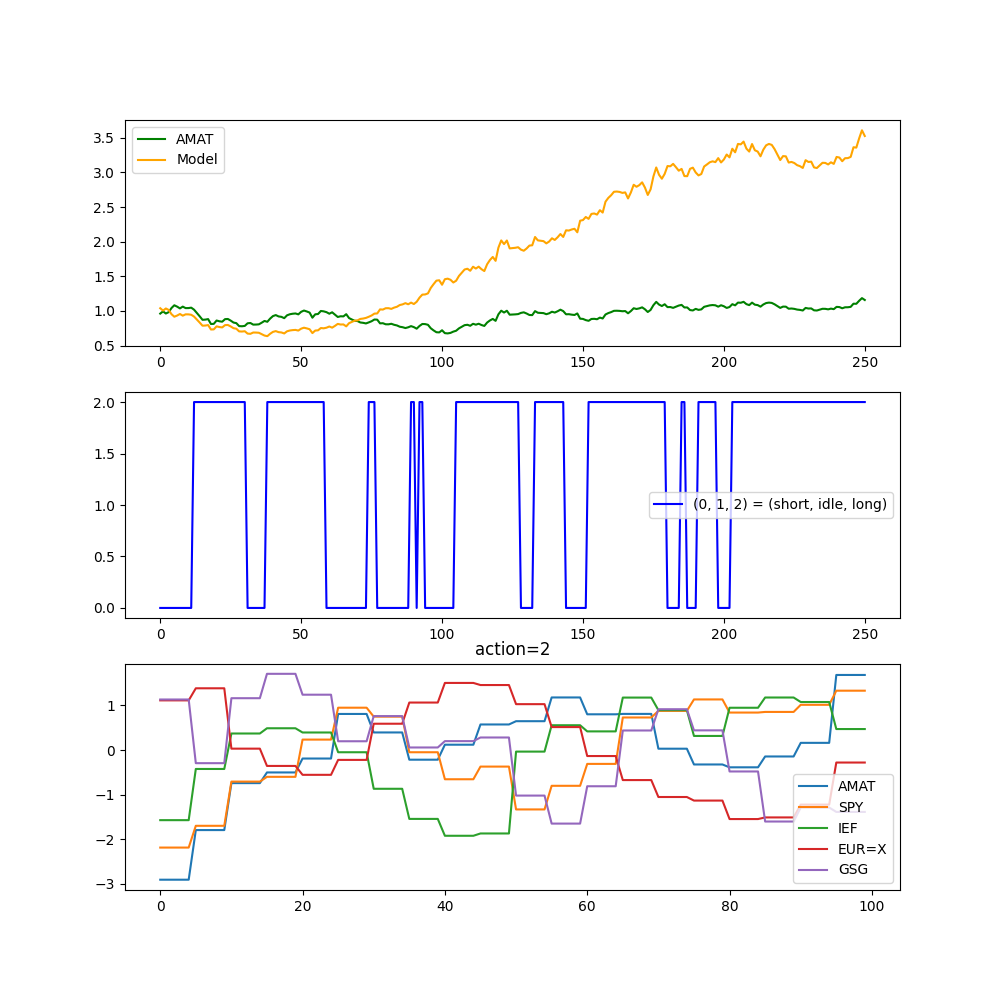 3.5
3.0
2.5
2.0
1.5
1.0
0.5
AMAT
Model
0 50 100 150 200 250
2.0
1.5
1.0
0.5
0.0
(0, 1, 2) = (short, idle, long)
0 50 100 150 200 250
action=2
1
0
−1
−2
−3
AMAT
SPY
IEF
EUR=X
GSG
0 20 40 60 80 100